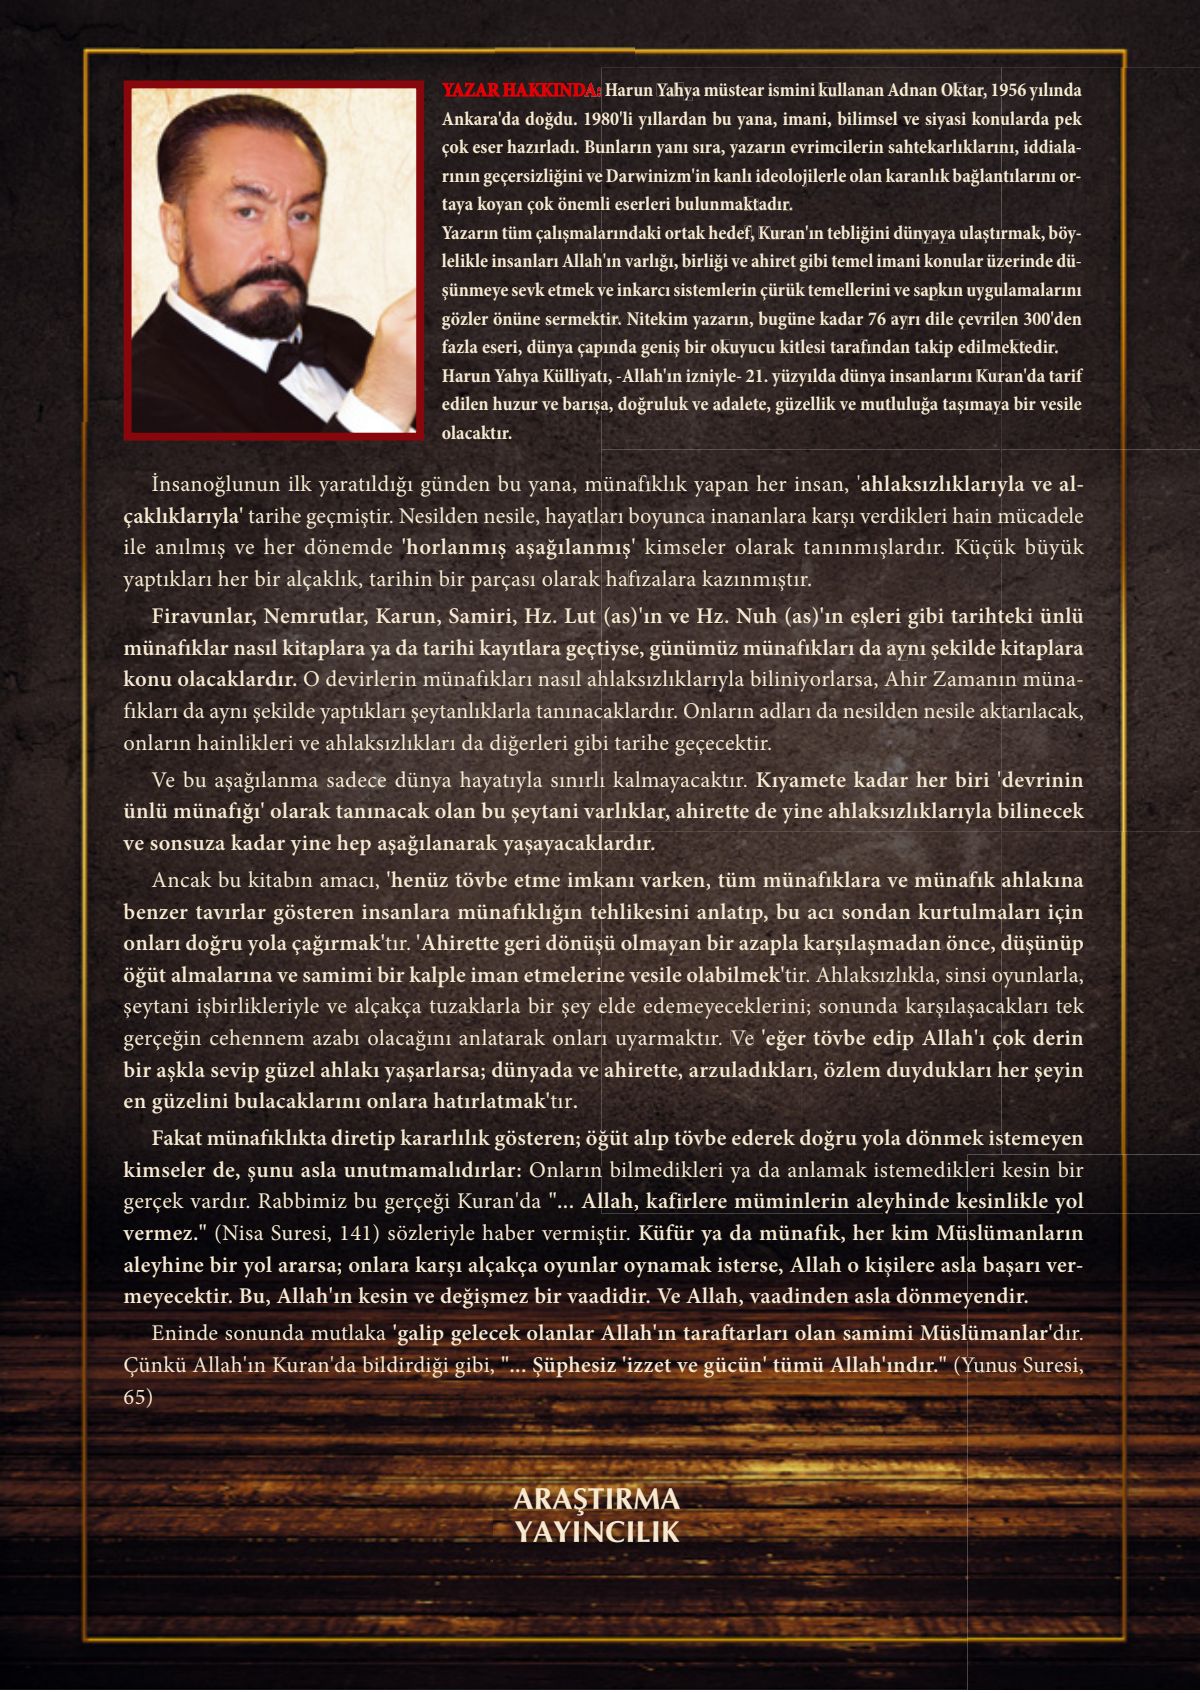 YAZAR HAKKINDA: Harun Yahya müstear ismini kullanan Adnan Oktar, 1956 yılında
Ankara'da doğdu. 1980'li yıllardan bu yana, imani, bilimsel ve siyasi konularda pek
çok eser hazırladı. Bunların yanı sıra, yazarın evrimcilerin sahtekarlıklarını, iddiala-
rının geçersizliğini ve Darwinizm'in kanlı ideolojilerle olan karanlık bağlantılarını or-
taya koyan çok önemli eserleri bulunmaktadır.
Yazarın tüm çalışmalarındaki ortak hedef, Kuran'ın tebliğini dünyaya ulaştırmak, böy-
lelikle insanları Allah'ın varlığı, birliği ve ahiret gibi temel imani konular üzerinde dü-
şünmeye sevk etmek ve inkarcı sistemlerin çürük temellerini ve sapkın uygulamalarını
gözler önüne sermektir. Nitekim yazarın, bugüne kadar 76 ayrı dile çevrilen 300'den
fazla eseri, dünya çapında geniş bir okuyucu kitlesi tarafından takip edilmektedir.
Harun Yahya Külliyatı, -Allah'ın izniyle- 21. yüzyılda dünya insanlarını Kuran'da tarif
edilen huzur ve barışa, doğruluk ve adalete, güzellik ve mutluluğa taşımaya bir vesile
olacaktır.
İnsanoğlunun ilk yaratıldığı günden bu yana, münafıklık yapan her insan, 'ahlaksızlıklarıyla ve al-
çaklıklarıyla' tarihe geçmiştir. Nesilden nesile, hayatları boyunca inananlara karşı verdikleri hain mücadele
ile anılmış ve her dönemde 'horlanmış aşağılanmış' kimseler olarak tanınmışlardır. Küçük büyük
yaptıkları her bir alçaklık, tarihin bir parçası olarak hafızalara kazınmıştır.
Firavunlar, Nemrutlar, Karun, Samiri, Hz. Lut (as)'ın ve Hz. Nuh (as)'ın eşleri gibi tarihteki ünlü
münafıklar nasıl kitaplara ya da tarihi kayıtlara geçtiyse, günümüz münafıkları da aynı şekilde kitaplara
konu olacaklardır. O devirlerin münafıkları nasıl ahlaksızlıklarıyla biliniyorlarsa, Ahir Zamanın müna-
fıkları da aynı şekilde yaptıkları şeytanlıklarla tanınacaklardır. Onların adları da nesilden nesile aktarılacak,
onların hainlikleri ve ahlaksızlıkları da diğerleri gibi tarihe geçecektir.
Ve bu aşağılanma sadece dünya hayatıyla sınırlı kalmayacaktır. Kıyamete kadar her biri 'devrinin
ünlü münafığı' olarak tanınacak olan bu şeytani varlıklar, ahirette de yine ahlaksızlıklarıyla bilinecek
ve sonsuza kadar yine hep aşağılanarak yaşayacaklardır.
Ancak bu kitabın amacı, 'henüz tövbe etme imkanı varken, tüm münafıklara ve münafık ahlakına
benzer tavırlar gösteren insanlara münafıklığın tehlikesini anlatıp, bu acı sondan kurtulmaları için
onları doğru yola çağırmak'tır. 'Ahirette geri dönüşü olmayan bir azapla karşılaşmadan önce, düşünüp
öğüt almalarına ve samimi bir kalple iman etmelerine vesile olabilmek'tir. Ahlaksızlıkla, sinsi oyunlarla,
şeytani işbirlikleriyle ve alçakça tuzaklarla bir şey elde edemeyeceklerini; sonunda karşılaşacakları tek
gerçeğin cehennem azabı olacağını anlatarak onları uyarmaktır. Ve 'eğer tövbe edip Allah'ı çok derin
bir aşkla sevip güzel ahlakı yaşarlarsa; dünyada ve ahirette, arzuladıkları, özlem duydukları her şeyin
en güzelini bulacaklarını onlara hatırlatmak'tır.
Fakat münafıklıkta diretip kararlılık gösteren; öğüt alıp tövbe ederek doğru yola dönmek istemeyen
kimseler de, şunu asla unutmamalıdırlar: Onların bilmedikleri ya da anlamak istemedikleri kesin bir
gerçek vardır. Rabbimiz bu gerçeği Kuran'da "... Allah, kafirlere müminlerin aleyhinde kesinlikle yol
vermez." (Nisa Suresi, 141) sözleriyle haber vermiştir. Küfür ya da münafık, her kim Müslümanların
aleyhine bir yol ararsa; onlara karşı alçakça oyunlar oynamak isterse, Allah o kişilere asla başarı ver-
meyecektir. Bu, Allah'ın kesin ve değişmez bir vaadidir. Ve Allah, vaadinden asla dönmeyendir.
Eninde sonunda mutlaka 'galip gelecek olanlar Allah'ın taraftarları olan samimi Müslümanlar'dır.
Çünkü Allah'ın Kuran'da bildirdiği gibi, "... Şüphesiz 'izzet ve gücün' tümü Allah'ındır." (Yunus Suresi,
65)
ARAŞTIRMA
YAYINCILIK